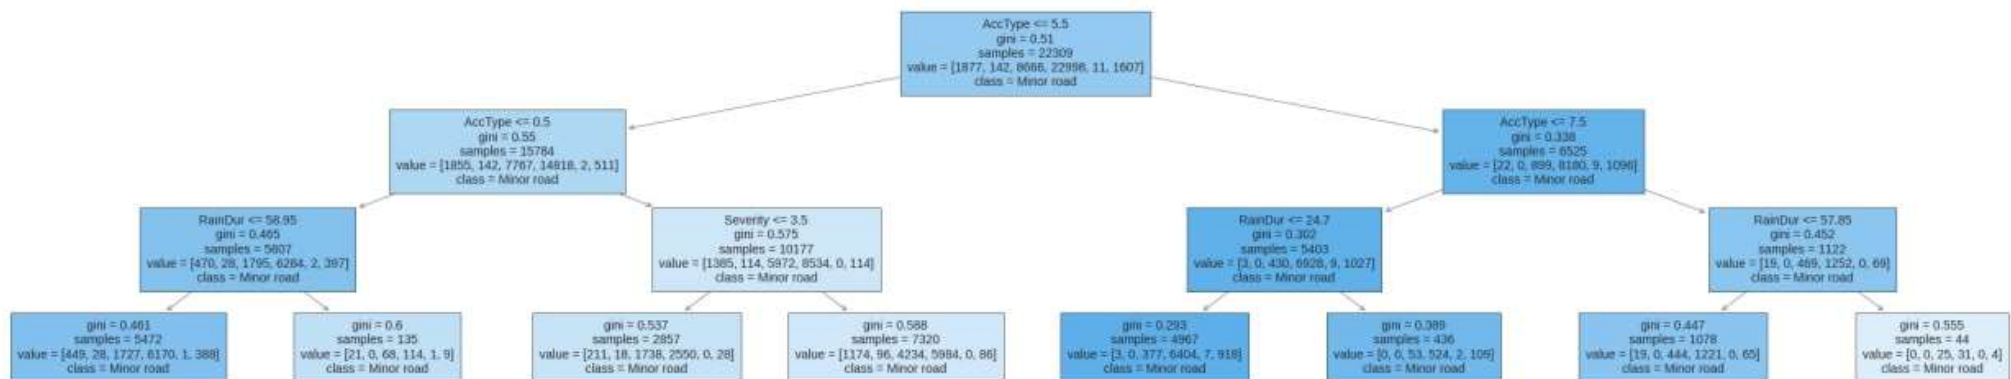 AccType <= 5.5
gini = 0.51
samples = 22309
value = [1877, 142, 8666, 22998, 11, 1607]
class = Minor road
AccType <= 0.5
gini = 0.55
samples = 15784
value = [1855, 142, 7767, 14818, 2, 511]
class = Minor road
AccType <= 7.5
gini = 0.338
samples = 6525
value = [22, 0, 899, 8180, 9, 1096]
class = Minor road
RainDur <= 58.95
gini = 0.465
samples = 5607
value = [470, 28, 1795, 6284, 2, 397]
class = Minor road
Severity <= 3.5
gini = 0.575
samples = 10177
value = [1385, 114, 5972, 8534, 0, 114]
class = Minor road
RainDur <= 24.7
gini = 0.302
samples = 5403
value = [3, 0, 430, 6928, 9, 1027]
class = Minor road
RainDur <= 57.85
gini = 0.452
samples = 1122
value = [19, 0, 469, 1252, 0, 69]
class = Minor road
gini = 0.461
samples = 5472
value = [449, 28, 1727, 6170, 1, 388]
class = Minor road
gini = 0.6
samples = 135
value = [21, 0, 68, 114, 1, 9]
class = Minor road
gini = 0.537
samples = 2857
value = [211, 18, 1738, 2550, 0, 28]
class = Minor road
gini = 0.588
samples = 7320
value = [1174, 96, 4234, 5984, 0, 86]
class = Minor road
gini = 0.293
samples = 4967
value = [3, 0, 377, 6404, 7, 918]
class = Minor road
gini = 0.389
samples = 436
value = [0, 0, 53, 524, 2, 109]
class = Minor road
gini = 0.447
samples = 1078
value = [19, 0, 444, 1221, 0, 65]
class = Minor road
gini = 0.555
samples = 44
value = [0, 0, 25, 31, 0, 4]
class = Minor road